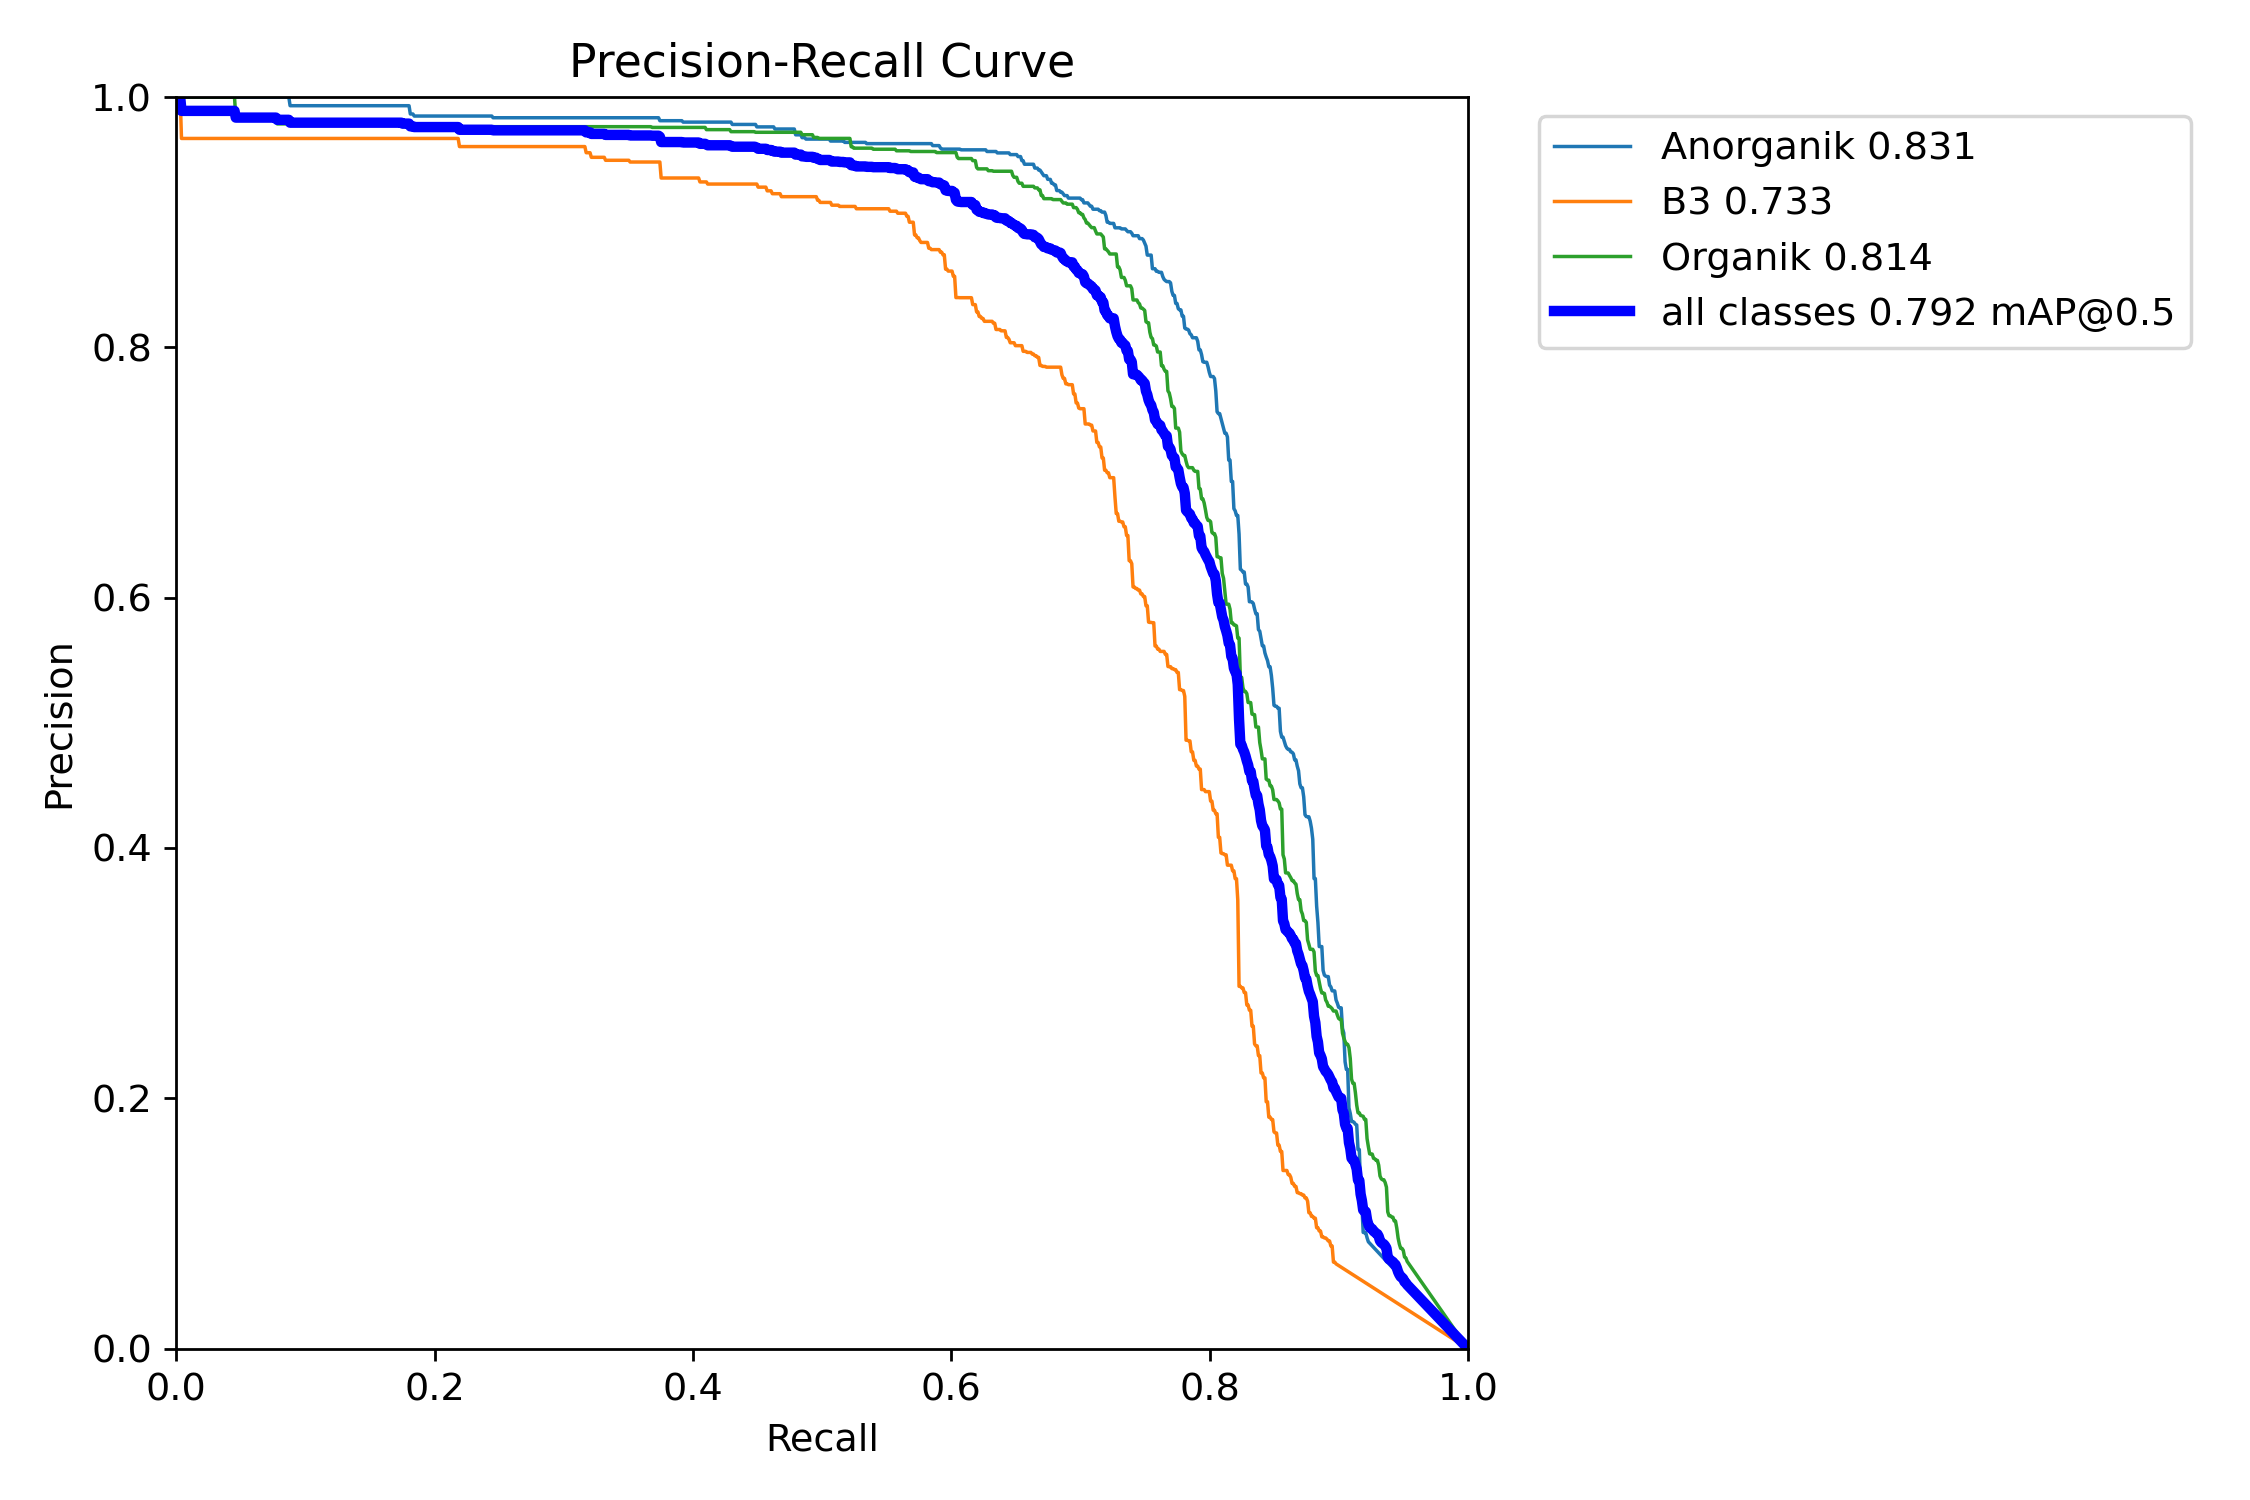 Precision-Recall Curve
1.0
0.8
0.6
0.4
0.2
0.0
Precision
0.0 0.2 0.4 0.6 0.8 1.0
Recall
Anorganik 0.831
B3 0.733
Organik 0.814
all classes 0.792 mAP@0.5